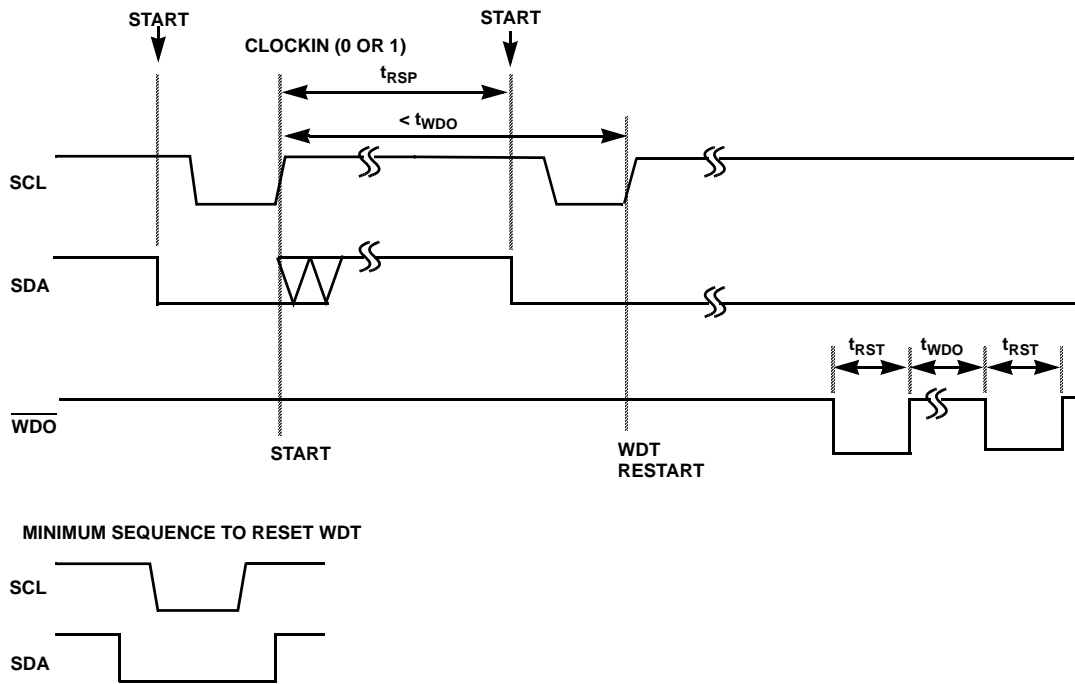 START
START
CLOCKIN (0 OR 1)
tRSP
< tWDO
SCL
SDA
tRST
tWDO
tRST
WDO
START
WDT
RESTART
MINIMUM SEQUENCE TO RESET WDT
SCL
SDA